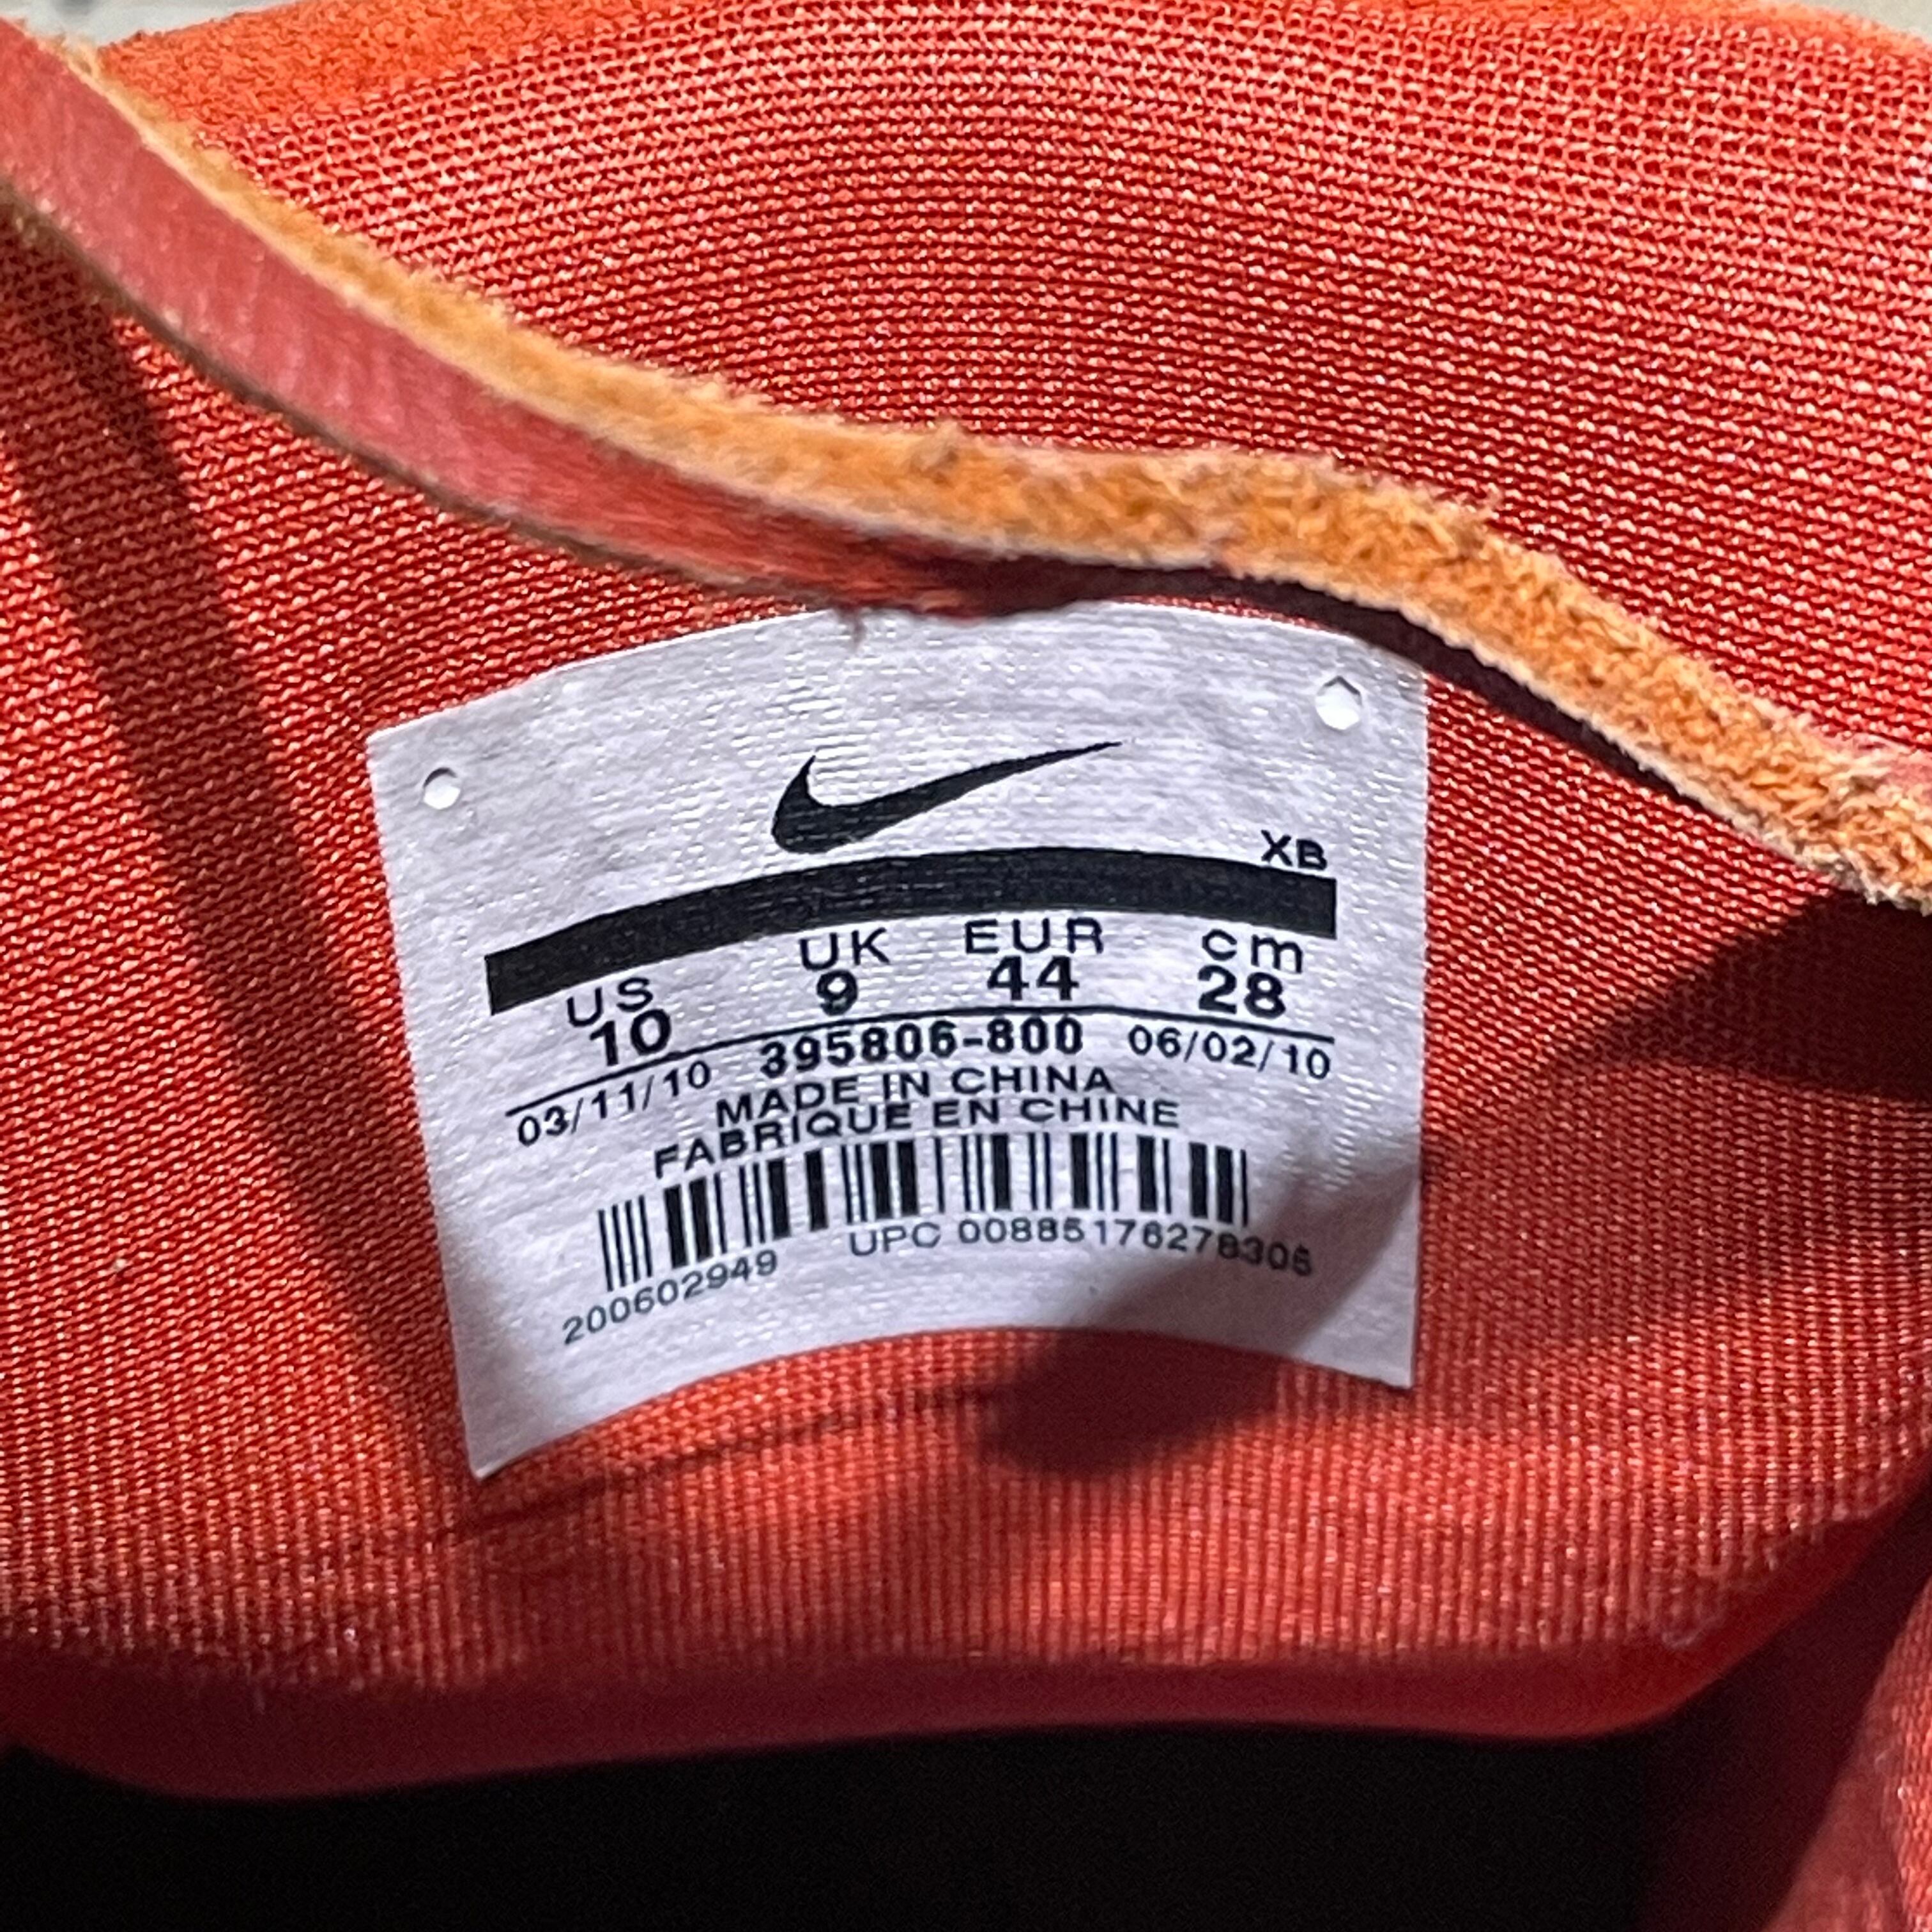 XB
US UK EUR cm
10 9 44 28
03/11/10 395806-800 06/02/10
MADE IN CHINA
FABRIQUE EN CHINE
200602949 UPC 00885176278305